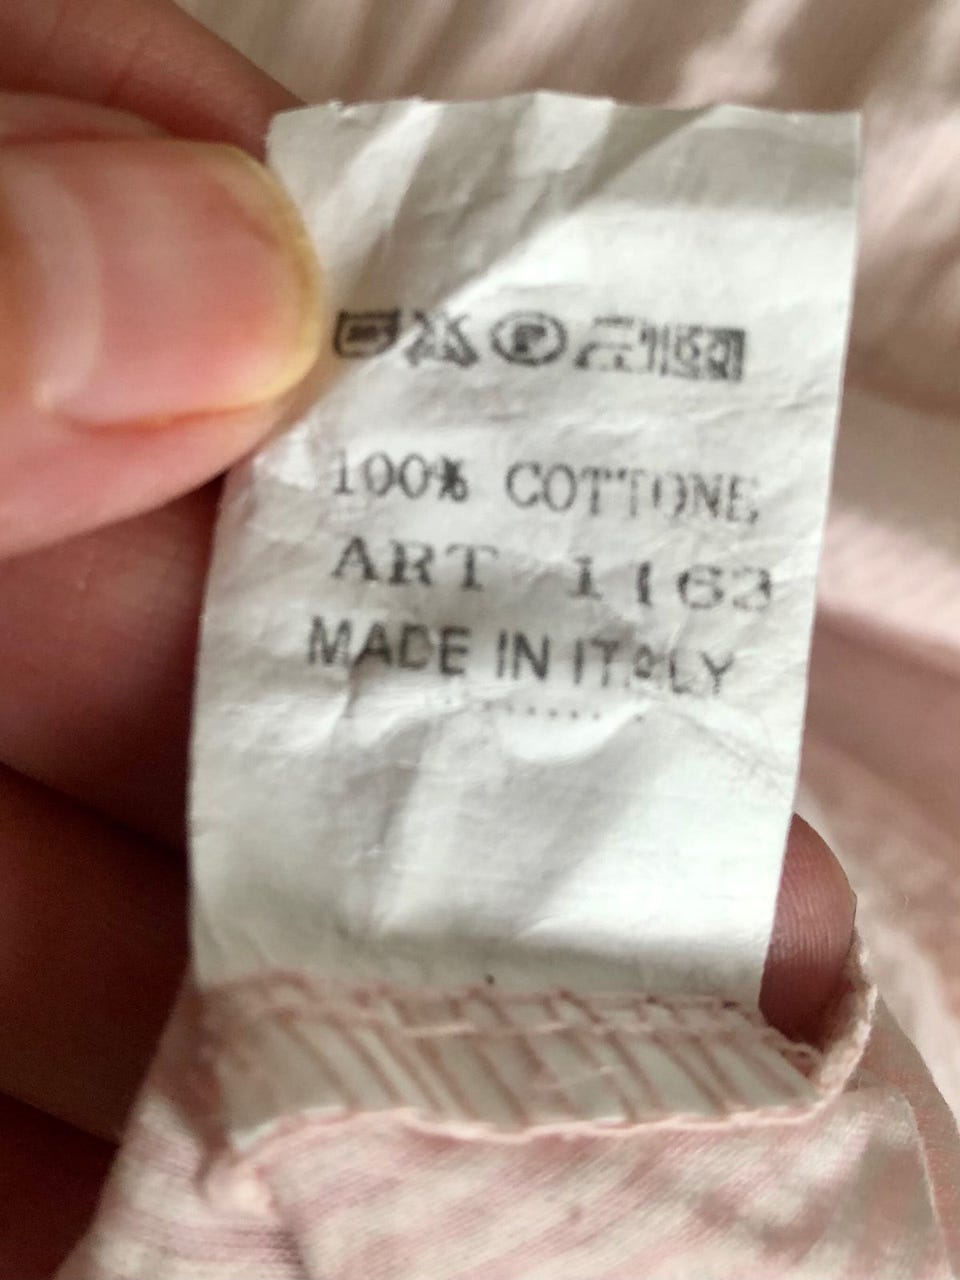 100% COTTONE
ART 1163
MADE IN ITALY